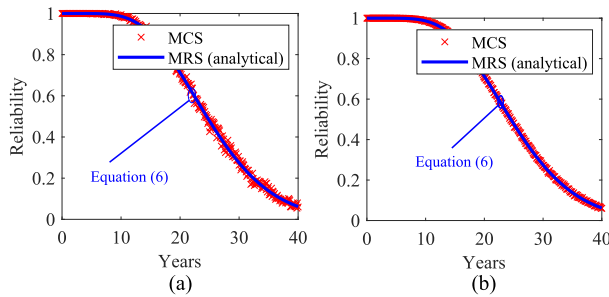 1
0.8
0.6
0.4
0.2
0
Reliability
MCS
MRS (analytical)
Equation (6)
0 10 20 30 40
Years
(a)
1
0.8
0.6
0.4
0.2
0
Reliability
MCS
MRS (analytical)
Equation (6)
0 10 20 30 40
Years
(b)